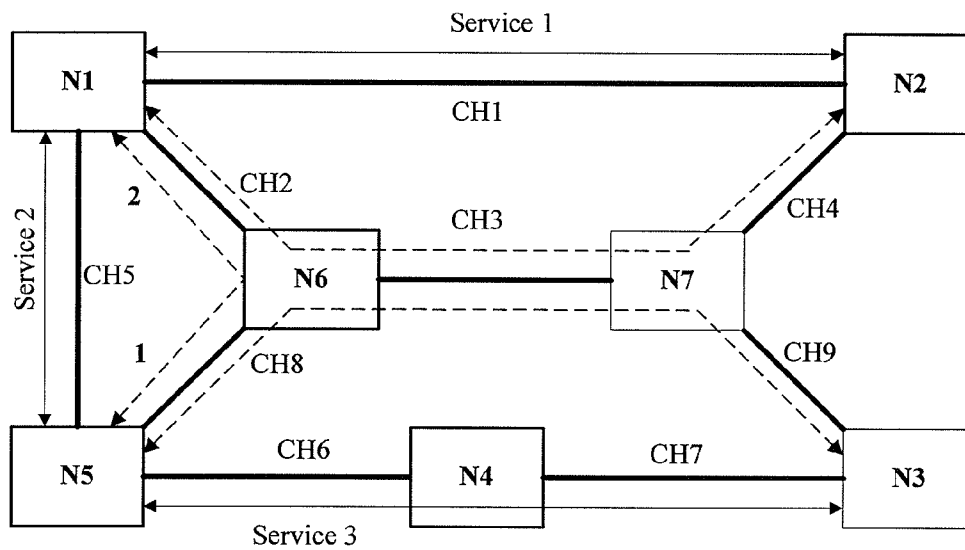 Service 1
N1
N2
CH1
2
CH2
CH3
CH4
Service 2
CH5
N6
N7
1
CH8
CH9
N5
CH6
N4
CH7
N3
Service 3